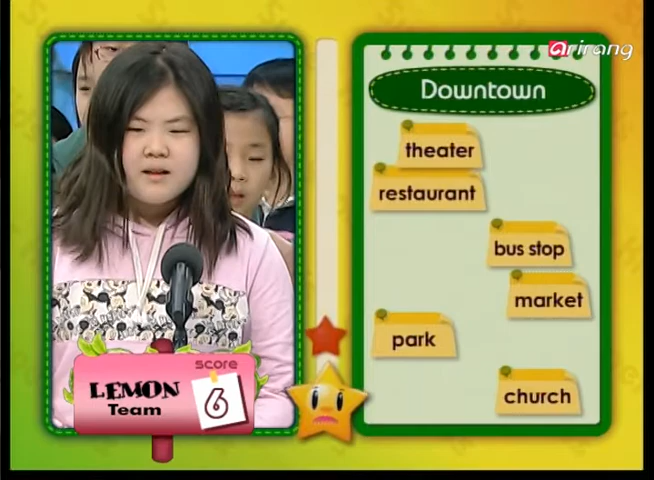 arirang
Downtown
theater
restaurant
bus stop
market
park
church
score
LEMON
Team
6